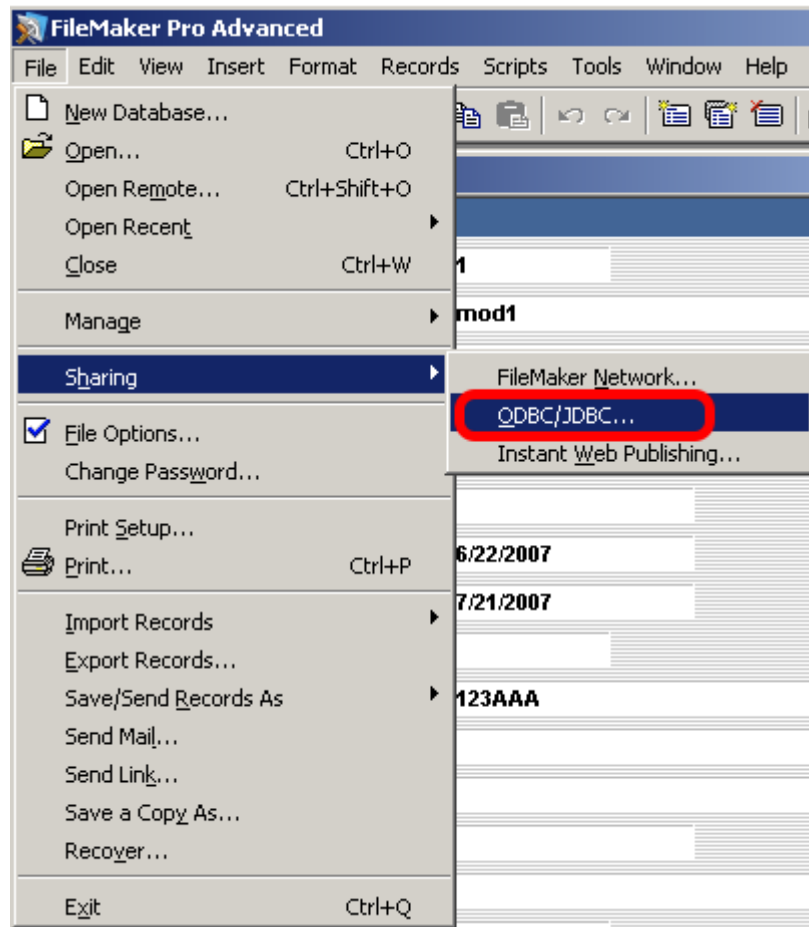 FileMaker Pro Advanced
File Edit View Insert Format Records Scripts Tools Window Help
New Database...
Open... Ctrl+O
Open Remote... Ctrl+Shift+O
Open Recent
Close Ctrl+W
Manage
Sharing
File Options...
Change Password...
Print Setup...
Print... Ctrl+P
Import Records
Export Records...
Save/Send Records As
Send Mail...
Send Link...
Save a Copy As...
Recover...
Exit Ctrl+Q
FileMaker Network...
ODBC/JDBC...
Instant Web Publishing...
1
mod1
6/22/2007
7/21/2007
123AAA